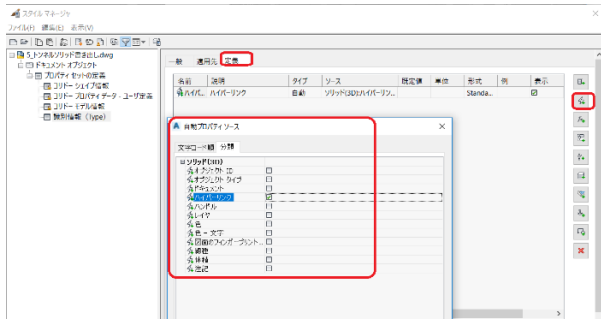 スタイル マネージャ
ファイル(F) 編集(E) 表示(V)
5_トンネルソリッド書き出し.dwg
ドキュメント オブジェクト
プロパティ セットの定義
コリドー シェイプ情報
コリドー プロパティ データ - ユーザ定義
コリドー モデル情報
識別情報 (Type)
一般 適用先 定義
名前 説明 タイプ ソース 既定値 単位 形式 例 表示
ハイパ... ハイパーリンク 自動 ソリッド(3D):ハイパーリン... Standa...
自動プロパティ ソース
文字コード順 分類
ソリッド(3D)
オブジェクト ID
オブジェクト タイプ
ドキュメント
ハイパーリンク
ハンドル
レイヤ
色
色 - 文字
図面のフィンガープリント...
線種
体積
注記